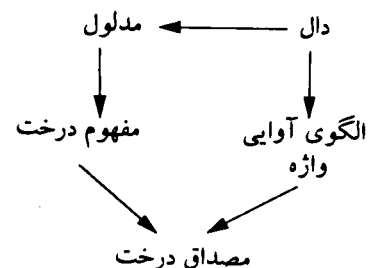 دال
مدلول
الگوی آوایی
واژه
مفهوم درخت
مصداق درخت